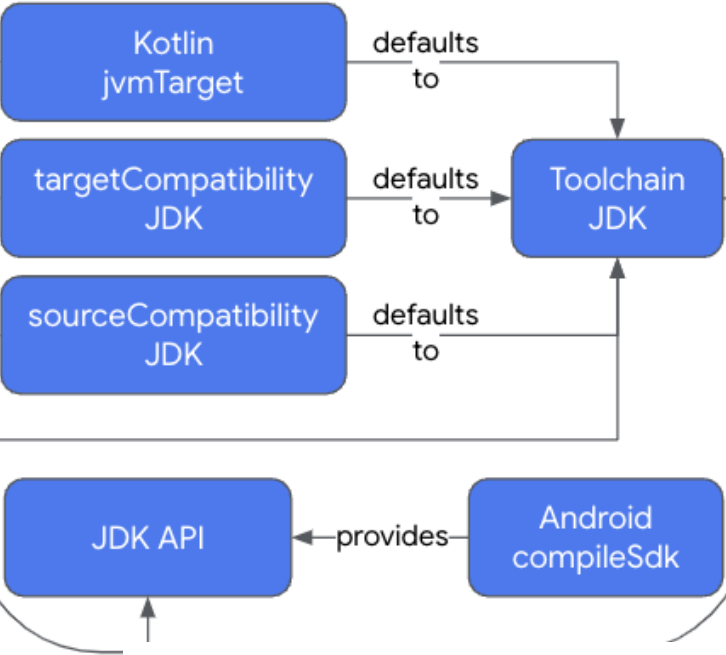 Kotlin
jvmTarget
defaults
to
targetCompatibility
JDK
defaults
to
Toolchain
JDK
sourceCompatibility
JDK
defaults
to
JDK API
provides
Android
compileSdk